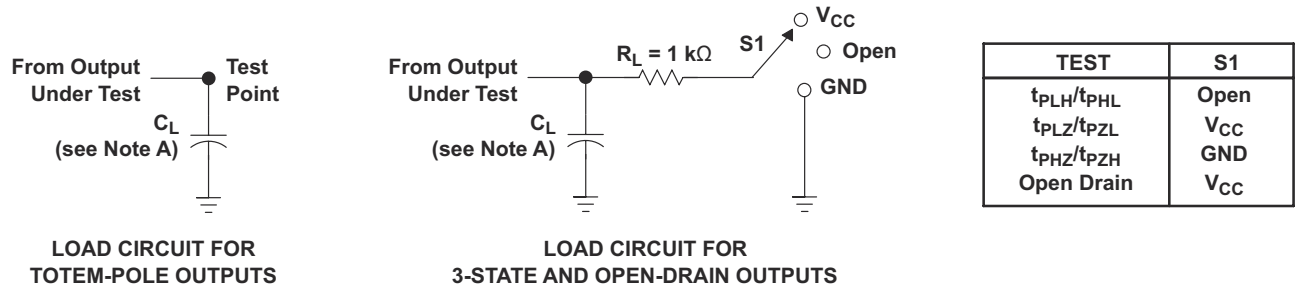 From Output
Under Test
Test
Point
CL
(see Note A)
LOAD CIRCUIT FOR
TOTEM-POLE OUTPUTS
From Output
Under Test
RL = 1 kΩ
S1
VCC
Open
GND
CL
(see Note A)
LOAD CIRCUIT FOR
3-STATE AND OPEN-DRAIN OUTPUTS
TEST S1
tPLH/tPHL Open
tPLZ/tPZL VCC
tPHZ/tPZH GND
Open Drain VCC